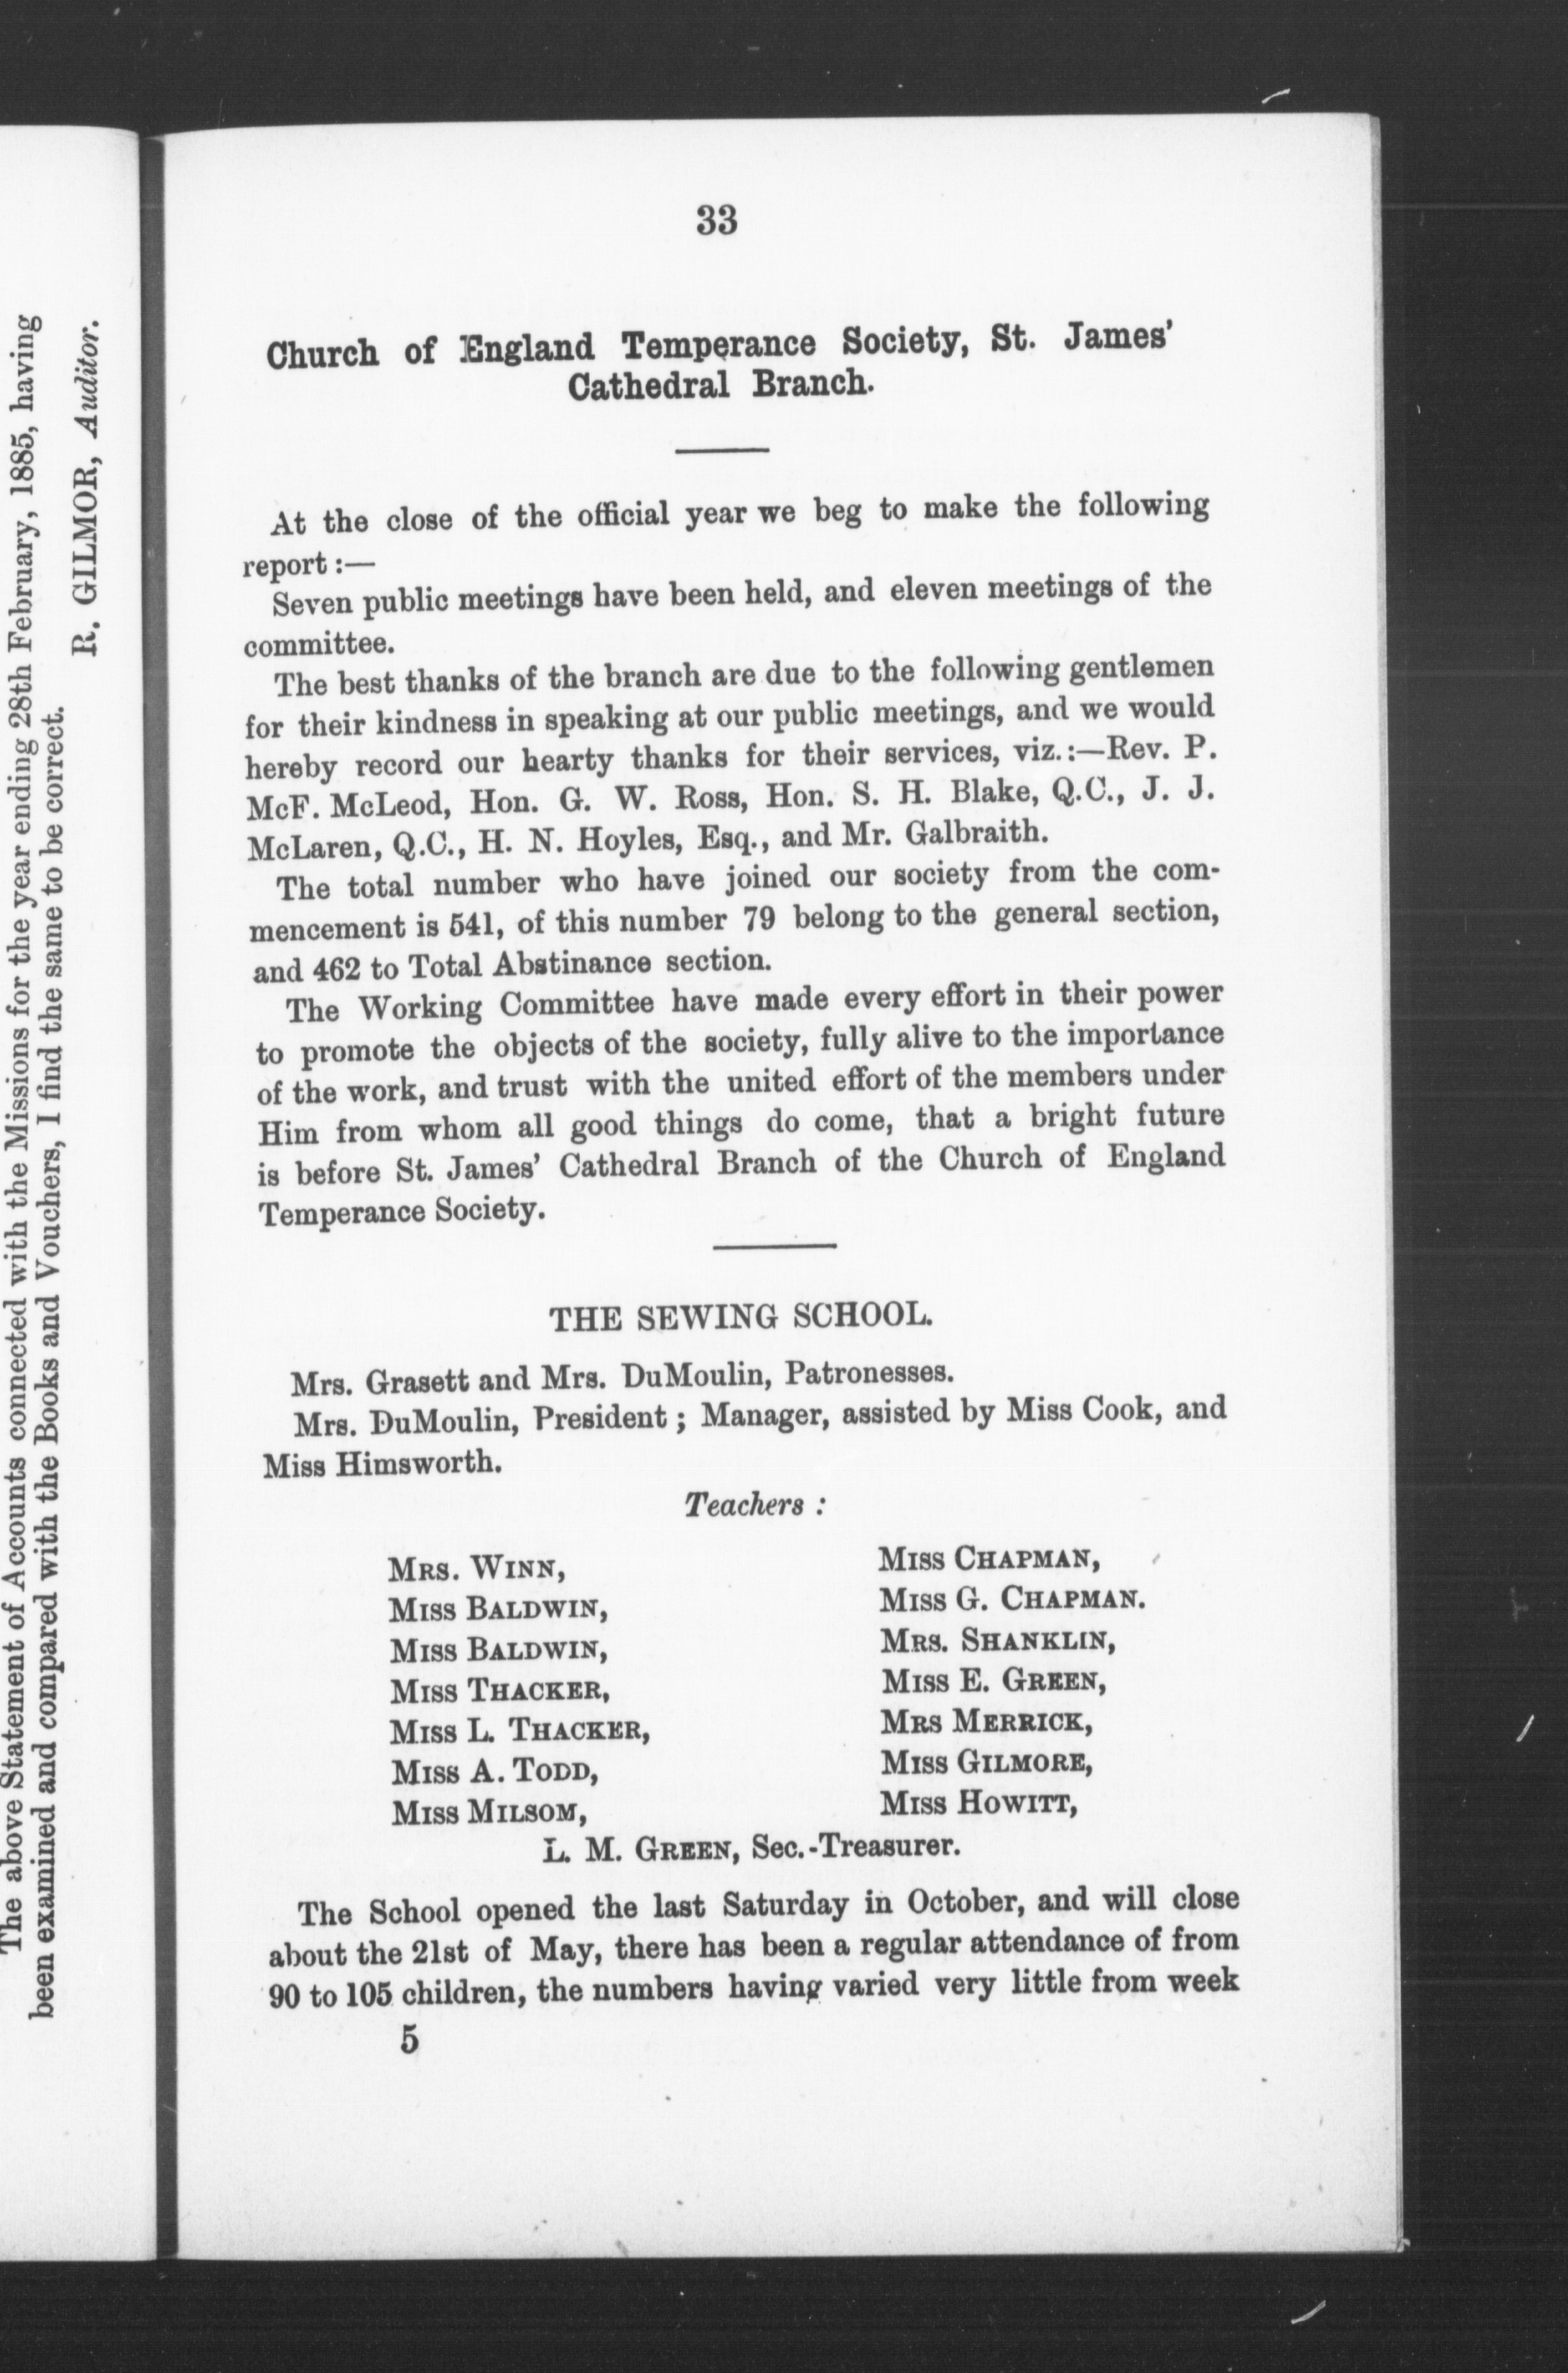 The above Statement of Accounts connected with the Missions for the year ending 28th February, 1885, having
been examined and compared with the Books and Vouchers, I find the same to be correct.
R. GILMOR, Auditor.
33
Church of England Temperance Society, St. James'
Cathedral Branch.
At the close of the official year we beg to make the following
report :—
Seven public meetings have been held, and eleven meetings of the
committee.
The best thanks of the branch are due to the following gentlemen
for their kindness in speaking at our public meetings, and we would
hereby record our hearty thanks for their services, viz.:—Rev. P.
McF. McLeod, Hon. G. W. Ross, Hon. S. H. Blake, Q.C., J. J.
McLaren, Q.C., H. N. Hoyles, Esq., and Mr. Galbraith.
The total number who have joined our society from the com-
mencement is 541, of this number 79 belong to the general section,
and 462 to Total Abstinance section.
The Working Committee have made every effort in their power
to promote the objects of the society, fully alive to the importance
of the work, and trust with the united effort of the members under
Him from whom all good things do come, that a bright future
is before St. James' Cathedral Branch of the Church of England
Temperance Society.
THE SEWING SCHOOL.
Mrs. Grasett and Mrs. DuMoulin, Patronesses.
Mrs. DuMoulin, President ; Manager, assisted by Miss Cook, and
Miss Himsworth.
Teachers :
MRS. WINN,
MISS BALDWIN,
MISS BALDWIN,
MISS THACKER,
MISS L. THACKER,
MISS A. TODD,
MISS MILSOM,
MISS CHAPMAN,
MISS G. CHAPMAN.
MRS. SHANKLIN,
MISS E. GREEN,
MRS MERRICK,
MISS GILMORE,
MISS HOWITT,
L. M. GREEN, Sec.-Treasurer.
The School opened the last Saturday in October, and will close
about the 21st of May, there has been a regular attendance of from
90 to 105 children, the numbers having varied very little from week
5